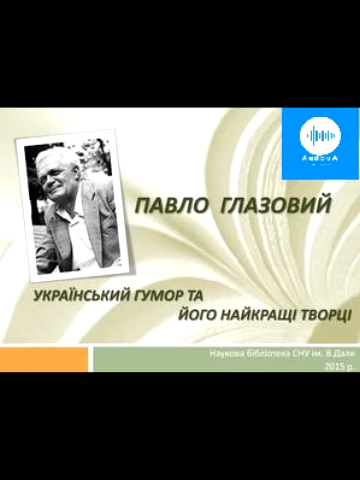 ПАВЛО ГЛАЗОВИЙ
УКРАЇНСЬКИЙ ГУМОР ТА
ЙОГО НАЙКРАЩІ ТВОРЦІ
Наукова бібліотека СНУ ім. В.Даля
2015 р.